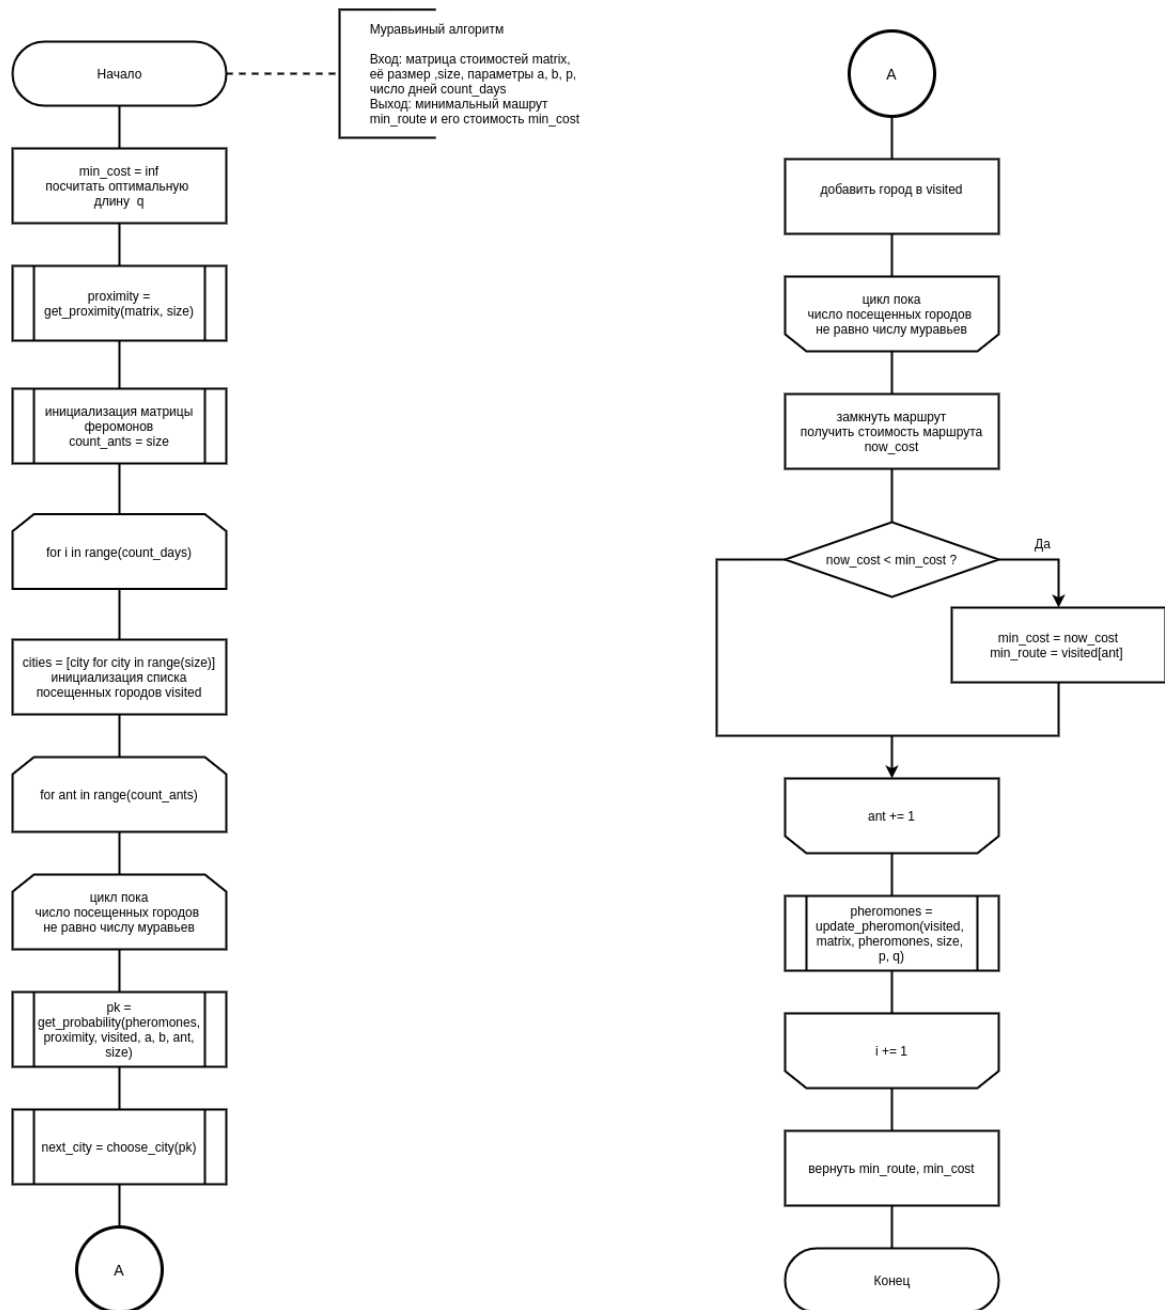 Начало
Муравьиный алгоритм
Вход: матрица стоимостей matrix,
её размер ,size, параметры a, b, p,
число дней count_days
Выход: минимальный машрут
min_route и его стоимость min_cost
min_cost = inf
посчитать оптимальную
длину q
proximity =
get_proximity(matrix, size)
инициализация матрицы
феромонов
count_ants = size
for i in range(count_days)
cities = [city for city in range(size)]
инициализация списка
посещенных городов visited
for ant in range(count_ants)
цикл пока
число посещенных городов
не равно числу муравьев
pk =
get_probability(pheromones,
proximity, visited, a, b, ant,
size)
next_city = choose_city(pk)
A
A
добавить город в visited
цикл пока
число посещенных городов
не равно числу муравьев
замкнуть маршрут
получить стоимость маршрута
now_cost
now_cost < min_cost ?
Да
min_cost = now_cost
min_route = visited[ant]
ant += 1
pheromones =
update_pheromon(visited,
matrix, pheromones, size,
p, q)
i += 1
вернуть min_route, min_cost
Конец